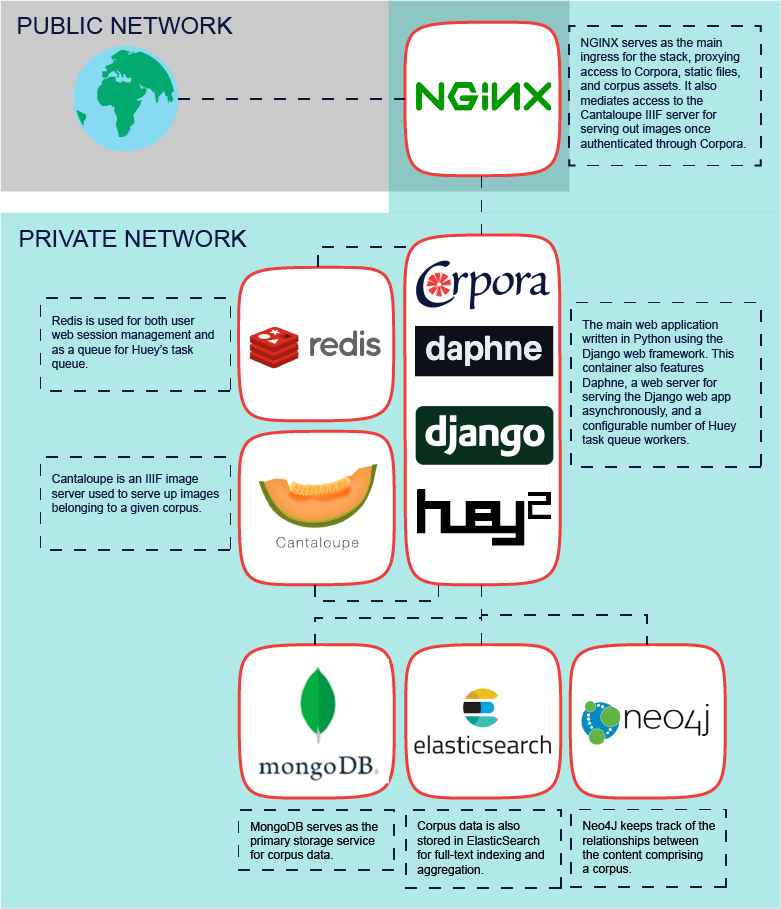 PUBLIC NETWORK
NGiNX
NGINX serves as the main
ingress for the stack, proxying
access to Corpora, static files,
and corpus assets. It also
mediates access to the
Cantaloupe IIIF server for
serving out images once
authenticated through Corpora.
PRIVATE NETWORK
Redis is used for both user
web session management and
as a queue for Huey's task
queue.
redis
Corpora
daphne
django
huey2
The main web application
written in Python using the
Django web framework. This
container also features
Daphne, a web server for
serving the Django web app
asynchronously, and a
configurable number of Huey
task queue workers.
Cantaloupe is an IIIF image
server used to serve up images
belonging to a given corpus.
Cantaloupe
mongoDB.
elasticsearch
neo4j
MongoDB serves as the
primary storage service
for corpus data.
Corpus data is also
stored in ElasticSearch
for full-text indexing and
aggregation.
Neo4J keeps track of the
relationships between
the content comprising
a corpus.